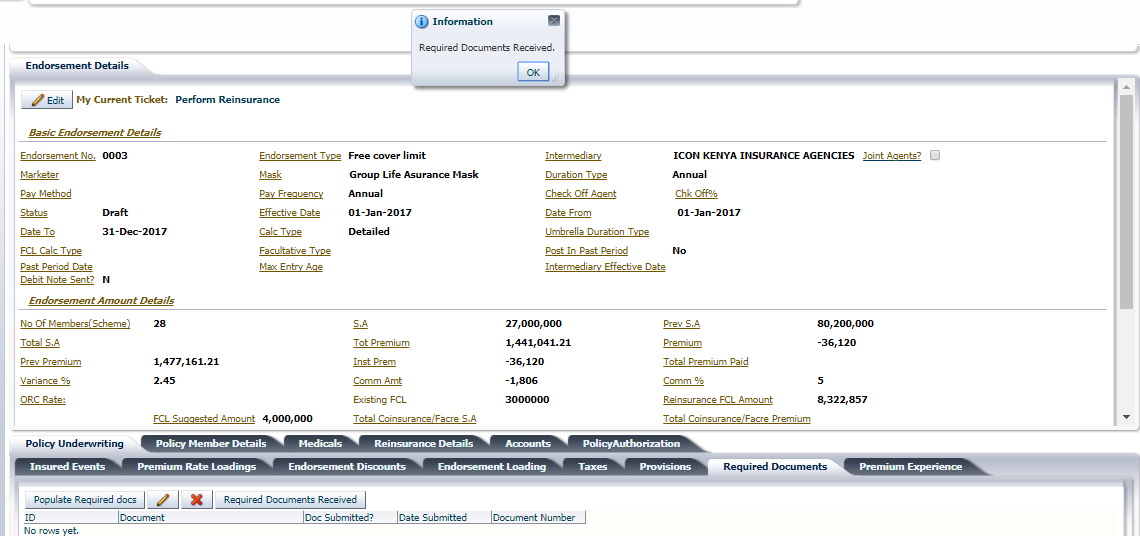 Information
Required Documents Received.
OK
Endorsement Details
Edit My Current Ticket: Perform Reinsurance
Basic Endorsement Details
Endorsement No. 0003 Endorsement Type Free cover limit Intermediary ICON KENYA INSURANCE AGENCIES Joint Agents?
Marketer Mask Group Life Asurance Mask Duration Type Annual
Pay Method Pay Frequency Annual Check Off Agent Chk Off%
Status Draft Effective Date 01-Jan-2017 Date From 01-Jan-2017
Date To 31-Dec-2017 Calc Type Detailed Umbrella Duration Type
FCL Calc Type Facultative Type Post In Past Period No
Past Period Date Max Entry Age Intermediary Effective Date
Debit Note Sent? N
Endorsement Amount Details
No Of Members(Scheme) 28 S.A 27,000,000 Prev S.A 80,200,000
Total S.A Tot Premium 1,441,041.21 Premium -36,120
Prev Premium 1,477,161.21 Inst Prem -36,120 Total Premium Paid
Variance % 2.45 Comm Amt -1,806 Comm % 5
ORC Rate: Existing FCL 3000000 Reinsurance FCL Amount 8,322,857
FCL Suggested Amount 4,000,000 Total Coinsurance/Facre S.A Total Coinsurance/Facre Premium
Policy Underwriting Policy Member Details Medicals Reinsurance Details Accounts PolicyAuthorization
Insured Events Premium Rate Loadings Endorsement Discounts Endorsement Loading Taxes Provisions Required Documents Premium Experience
Populate Required docs Required Documents Received
ID Document Doc Submitted? Date Submitted Document Number
No rows yet.